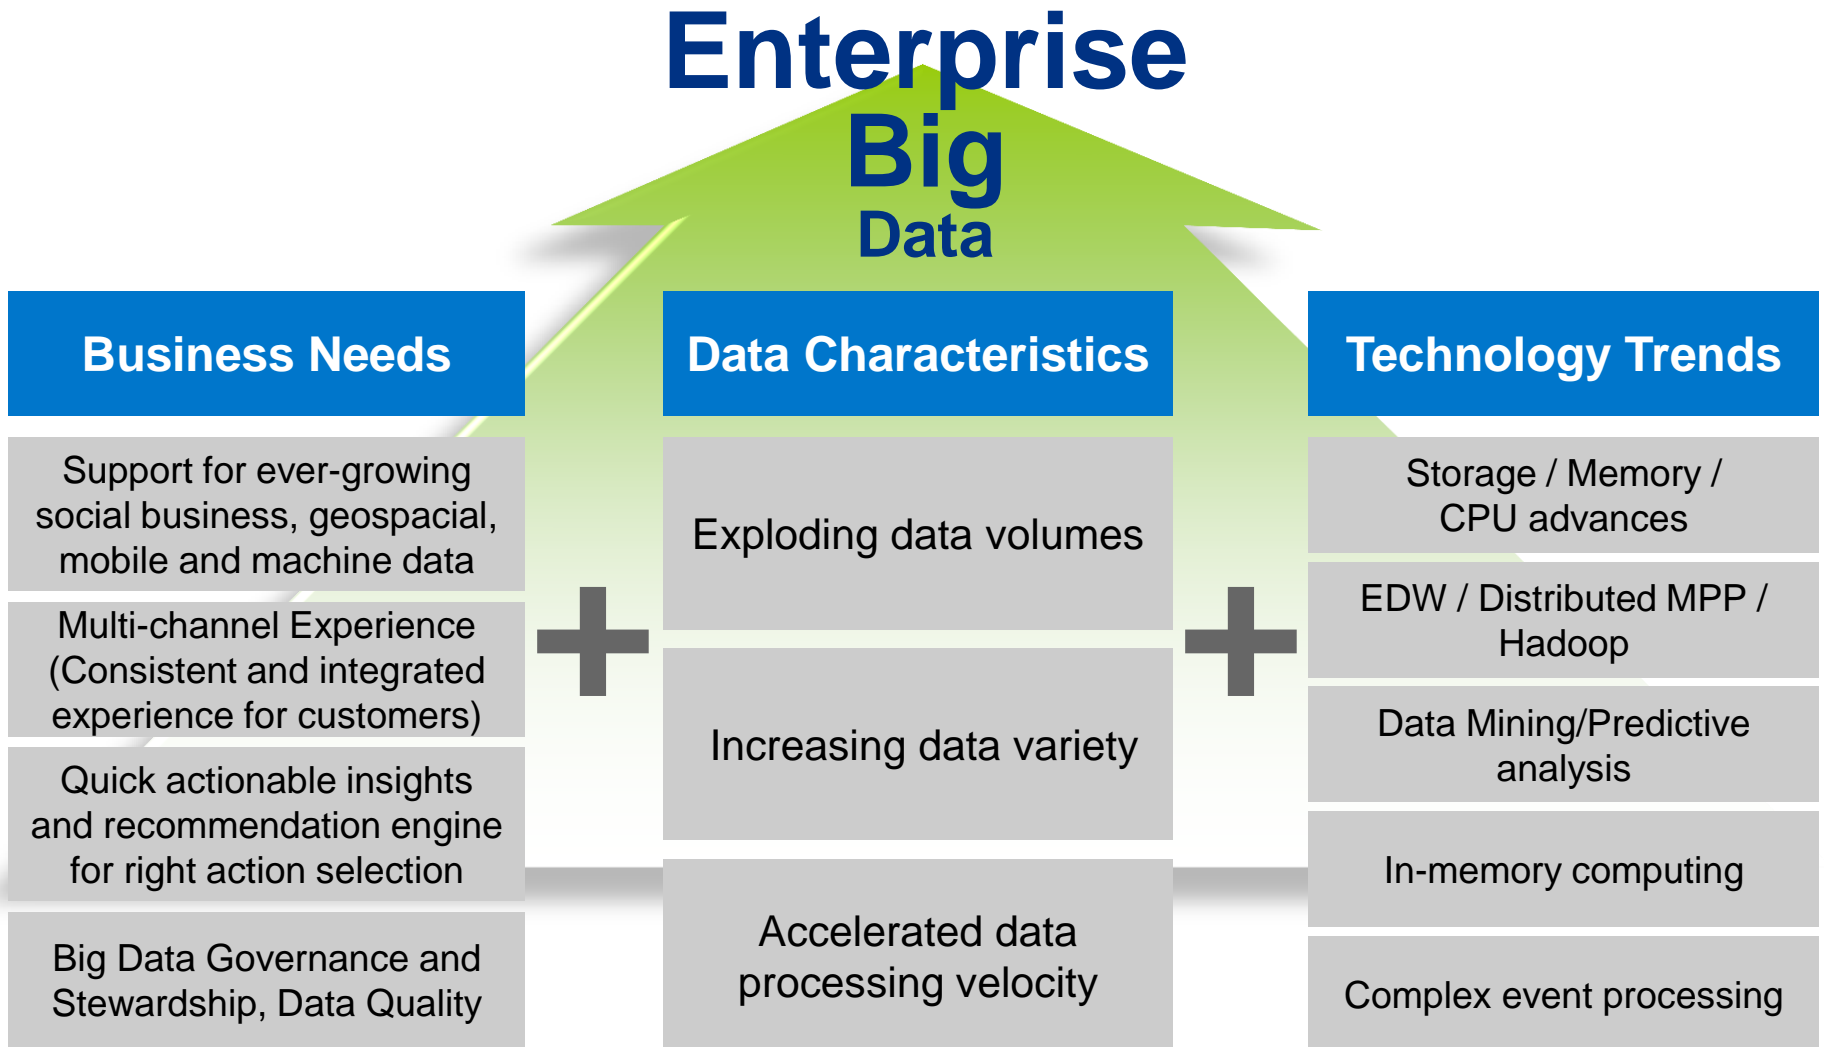 Enterprise
Big
Data
Business Needs
Support for ever-growing
social business, geospacial,
mobile and machine data
Multi-channel Experience
(Consistent and integrated
experience for customers)
Quick actionable insights
and recommendation engine
for right action selection
Big Data Governance and
Stewardship, Data Quality
+
Data Characteristics
Exploding data volumes
Increasing data variety
Accelerated data
processing velocity
+
Technology Trends
Storage / Memory /
CPU advances
EDW / Distributed MPP /
Hadoop
Data Mining/Predictive
analysis
In-memory computing
Complex event processing